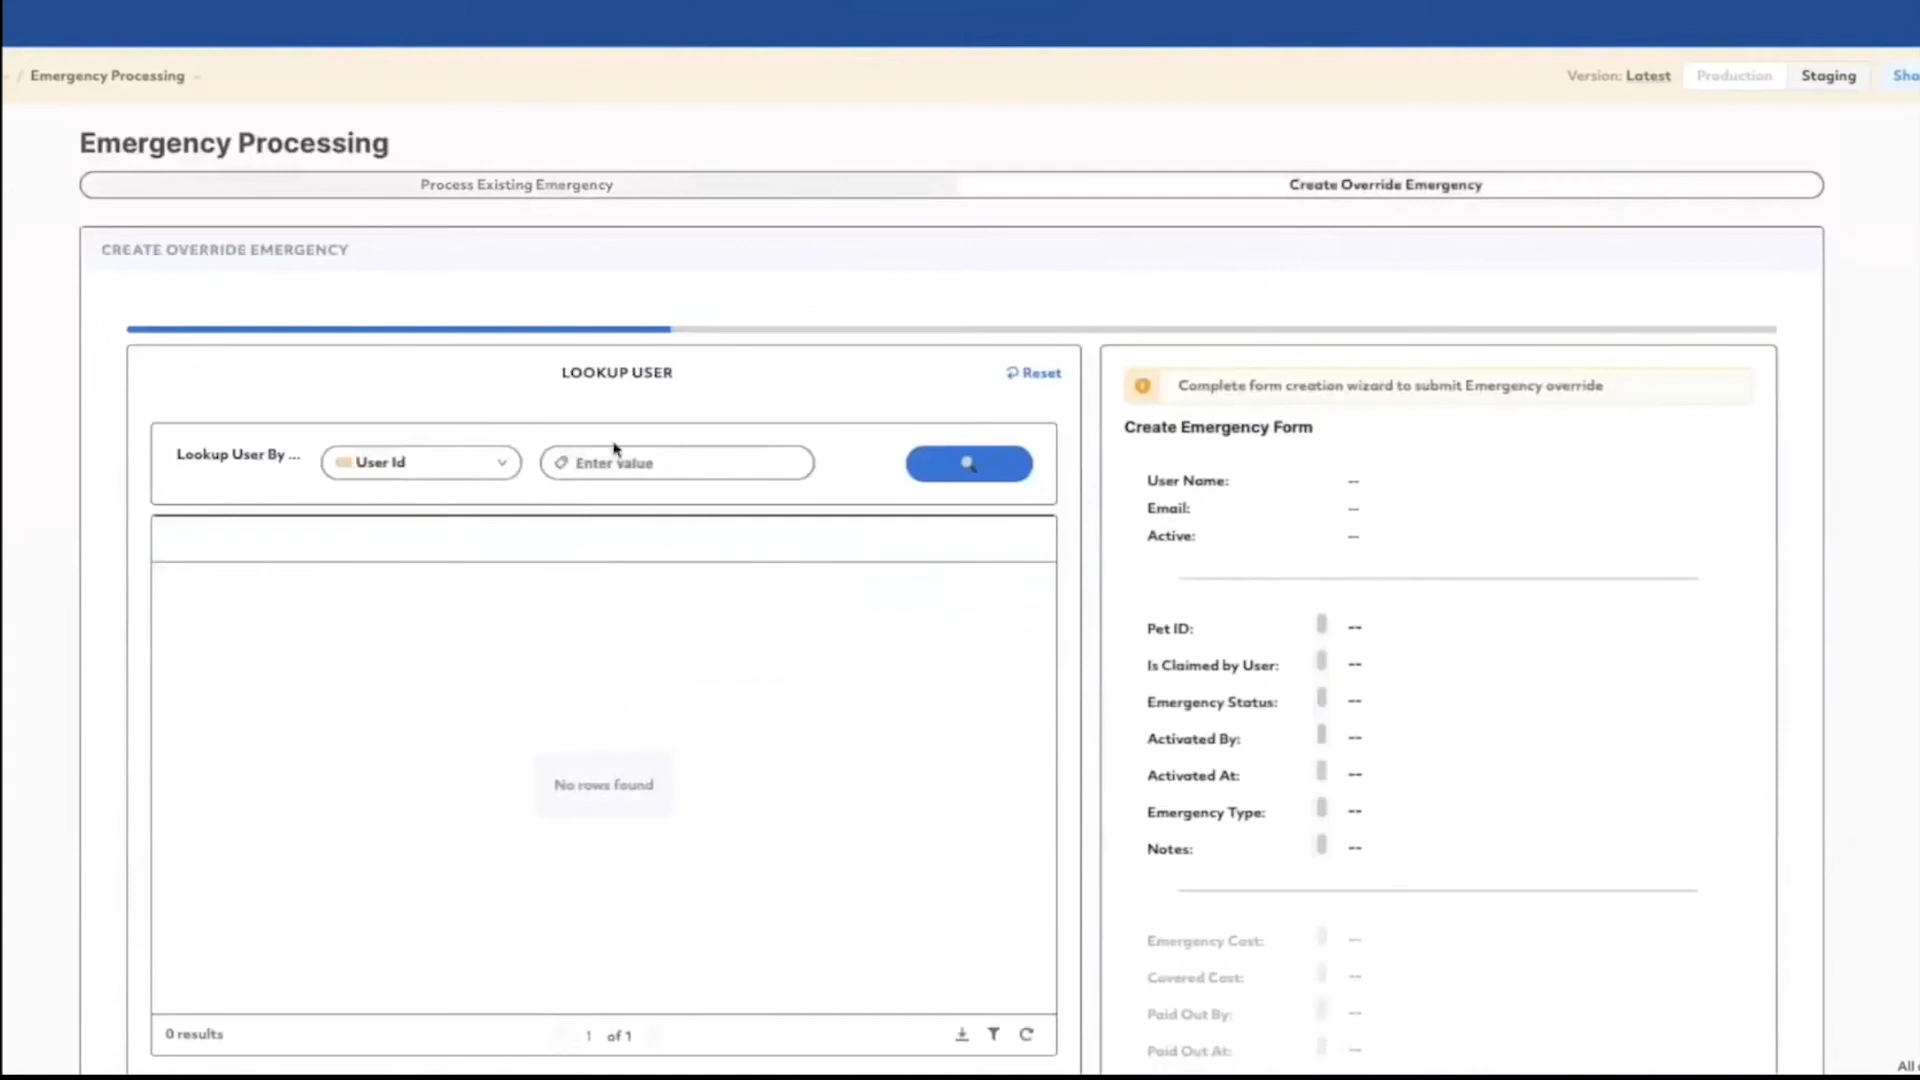 / Emergency Processing
Version: Latest Production Staging Sha
Emergency Processing
Process Existing Emergency Create Override Emergency
CREATE OVERRIDE EMERGENCY
LOOKUP USER
Reset
Lookup User By ...
User Id
Enter value
No rows found
0 results
1 of 1
Complete form creation wizard to submit Emergency override
Create Emergency Form
User Name: --
Email: --
Active: --
Pet ID: --
Is Claimed by User: --
Emergency Status: --
Activated By: --
Activated At: --
Emergency Type: --
Notes: --
Emergency Cost: --
Covered Cost: --
Paid Out By: --
Paid Out At: --
All